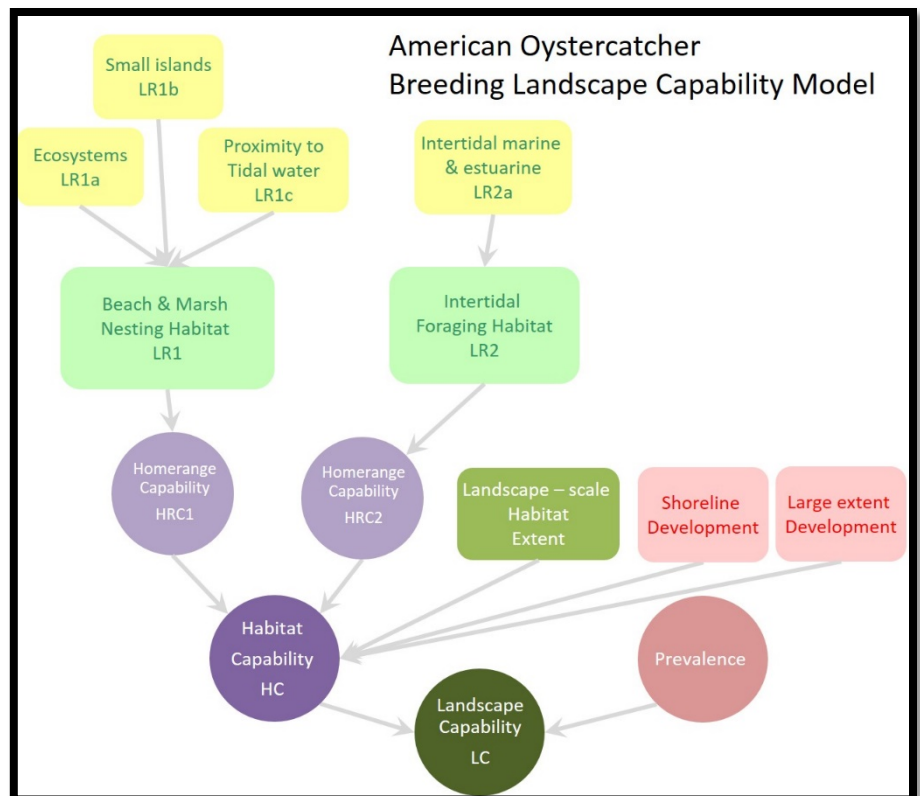 American Oystercatcher
Breeding Landscape Capability Model
Small islands
LR1b
Ecosystems
LR1a
Proximity to
Tidal water
LR1c
Intertidal marine
& estuarine
LR2a
Beach & Marsh
Nesting Habitat
LR1
Intertidal
Foraging Habitat
LR2
Homerange
Capability
HRC1
Homerange
Capability
HRC2
Landscape – scale
Habitat
Extent
Shoreline
Development
Large extent
Development
Habitat
Capability
HC
Prevalence
Landscape
Capability
LC